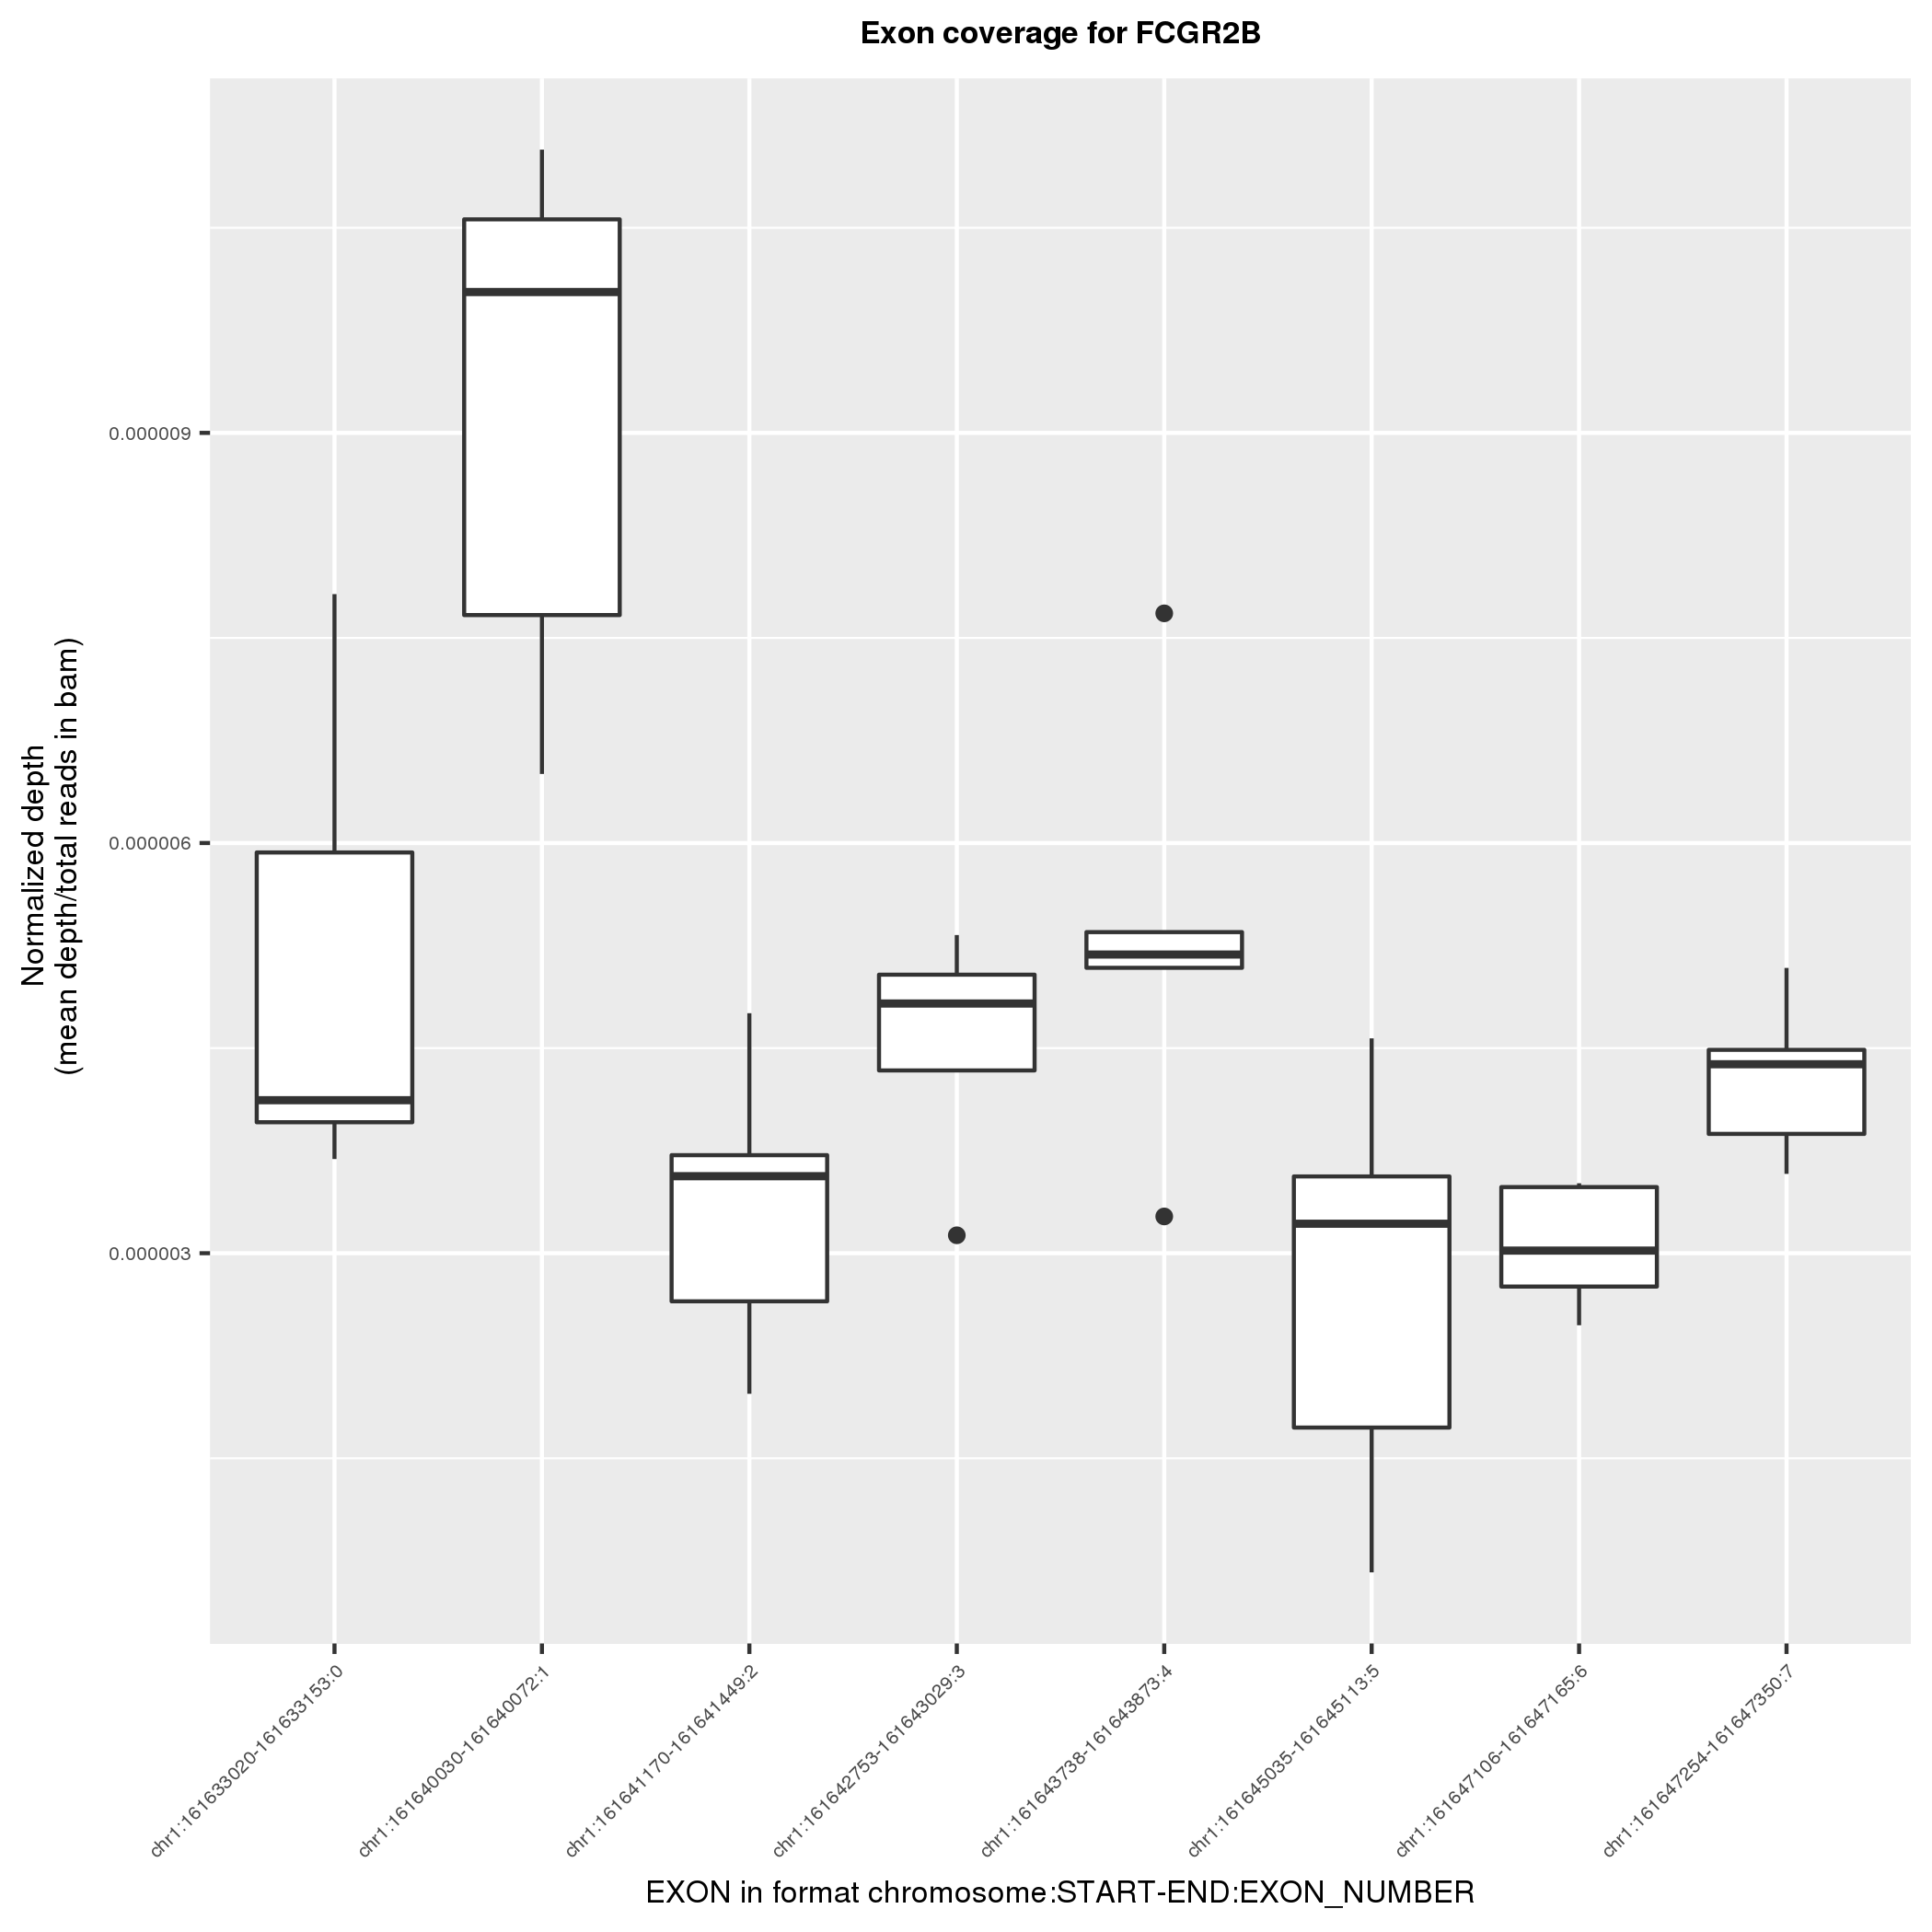 Exon coverage for FCGR2B
Normalized depth
(mean depth/total reads in bam)
0.000009
0.000006
0.000003
chr1:161633020-161633153:0
chr1:161640030-161640072:1
chr1:161641170-161641449:2
chr1:161642753-161643029:3
chr1:161643738-161643873:4
chr1:161645035-161645113:5
chr1:161647106-161647165:6
chr1:161647254-161647350:7
EXON in format chromosome:START-END:EXON_NUMBER